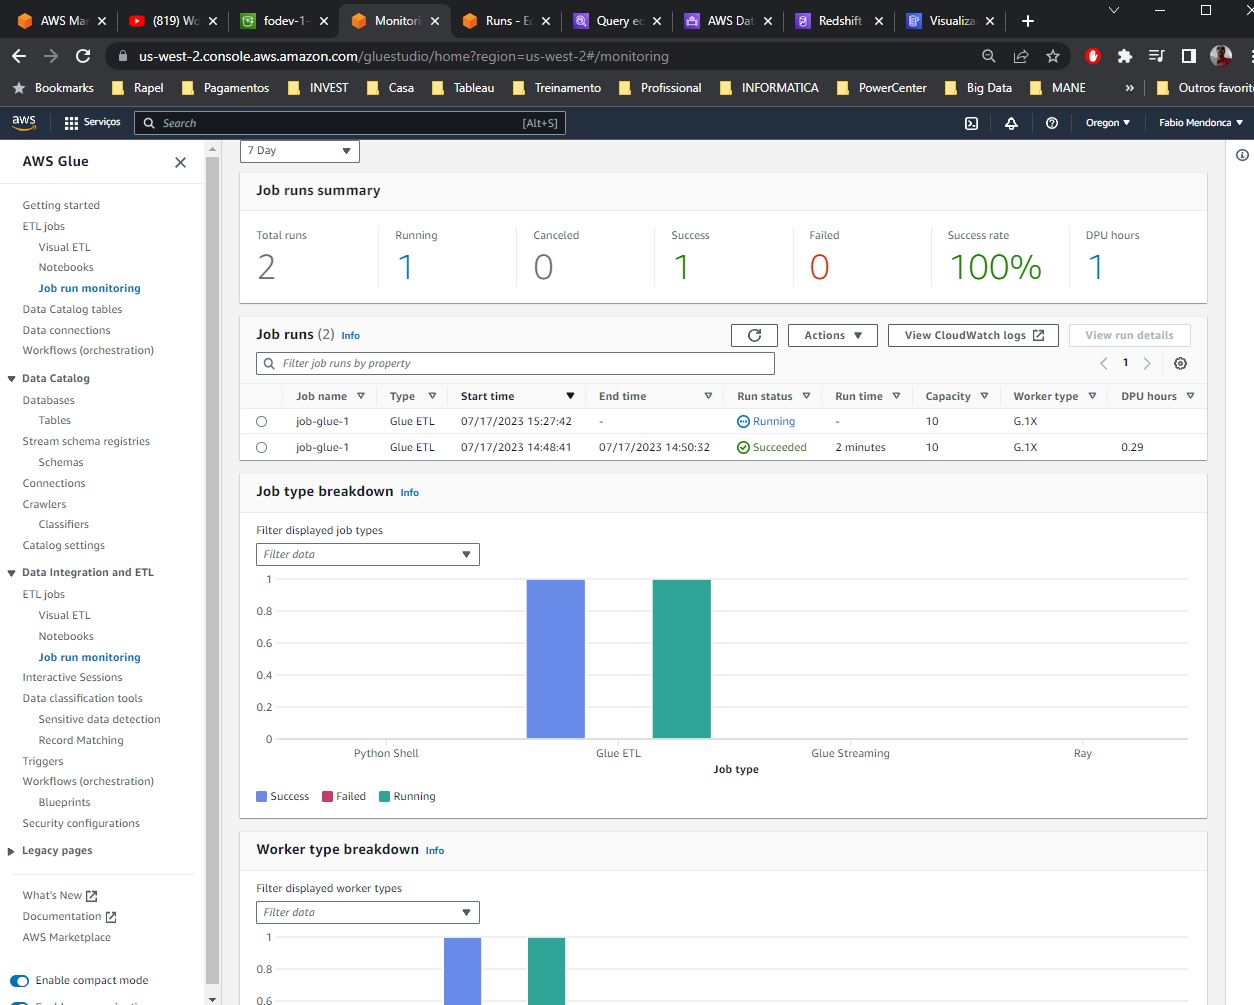 AWS Ma
(819) Wo
fodev-1-
Monitori
Runs - Ed
Query ed
AWS Dat
Redshift
Visualiza
us-west-2.console.aws.amazon.com/gluestudio/home?region=us-west-2#/monitoring
Bookmarks
Rapel
Pagamentos
INVEST
Casa
Tableau
Treinamento
Profissional
INFORMATICA
PowerCenter
Big Data
MANE
»
Outros favorit
aws
Serviços
Search
[Alt+S]
Oregon
Fabio Mendonca
AWS Glue
Getting started
ETL jobs
Visual ETL
Notebooks
Job run monitoring
Data Catalog tables
Data connections
Workflows (orchestration)
Data Catalog
Databases
Tables
Stream schema registries
Schemas
Connections
Crawlers
Classifiers
Catalog settings
Data Integration and ETL
ETL jobs
Visual ETL
Notebooks
Job run monitoring
Interactive Sessions
Data classification tools
Sensitive data detection
Record Matching
Triggers
Workflows (orchestration)
Blueprints
Security configurations
Legacy pages
What's New
Documentation
AWS Marketplace
Enable compact mode
7 Day
Job runs summary
Total runs
2
Running
1
Canceled
0
Success
1
Failed
0
Success rate
100%
DPU hours
1
Job runs (2) Info
Actions
View CloudWatch logs
View run details
Filter job runs by property
1
Job name Type Start time End time Run status Run time Capacity Worker type DPU hours
job-glue-1 Glue ETL 07/17/2023 15:27:42 - Running - 10 G.1X
job-glue-1 Glue ETL 07/17/2023 14:48:41 07/17/2023 14:50:32 Succeeded 2 minutes 10 G.1X 0.29
Job type breakdown Info
Filter displayed job types
Filter data
1
0.8
0.6
0.4
0.2
0
Python Shell Glue ETL Glue Streaming Ray
Job type
Success Failed Running
Worker type breakdown Info
Filter displayed worker types
Filter data
1
0.8
0.6